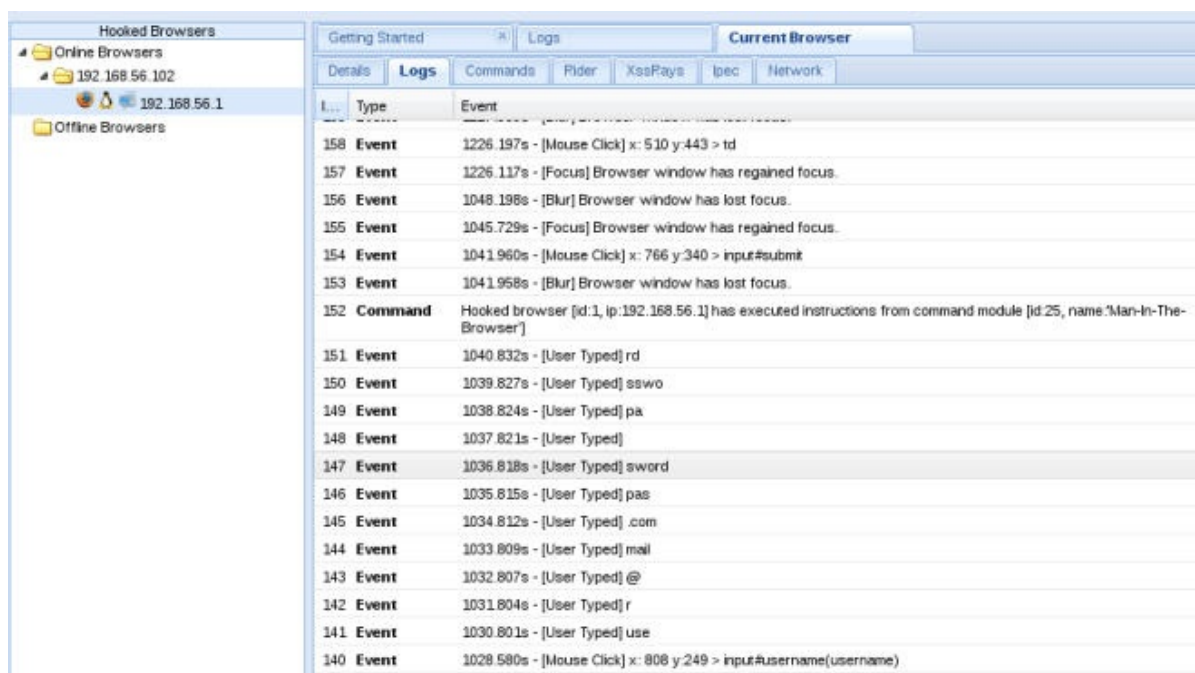 Hooked Browsers
Online Browsers
192.168.56.102
192.168.56.1
Offline Browsers
Getting Started
Logs
Current Browser
Details Logs Commands Rider XssRays Ipec Network
I... Type Event
158 Event 1226.197s - [Mouse Click] x: 510 y:443 > td
157 Event 1226.117s - [Focus] Browser window has regained focus.
156 Event 1048.198s - [Blur] Browser window has lost focus.
155 Event 1045.729s - [Focus] Browser window has regained focus.
154 Event 1041.960s - [Mouse Click] x: 766 y:340 > input#submit
153 Event 1041.958s - [Blur] Browser window has lost focus.
152 Command Hooked browser [id:1, ip:192.168.56.1] has executed instructions from command module [id:25, name:'Man-In-The-
Browser']
151 Event 1040.832s - [User Typed] rd
150 Event 1039.827s - [User Typed] sswo
149 Event 1038.824s - [User Typed] pa
148 Event 1037.821s - [User Typed]
147 Event 1036.818s - [User Typed] sword
146 Event 1035.815s - [User Typed] pas
145 Event 1034.812s - [User Typed] .com
144 Event 1033.809s - [User Typed] mail
143 Event 1032.807s - [User Typed] @
142 Event 1031.804s - [User Typed] r
141 Event 1030.801s - [User Typed] use
140 Event 1028.580s - [Mouse Click] x: 808 y:249 > input#username(username)